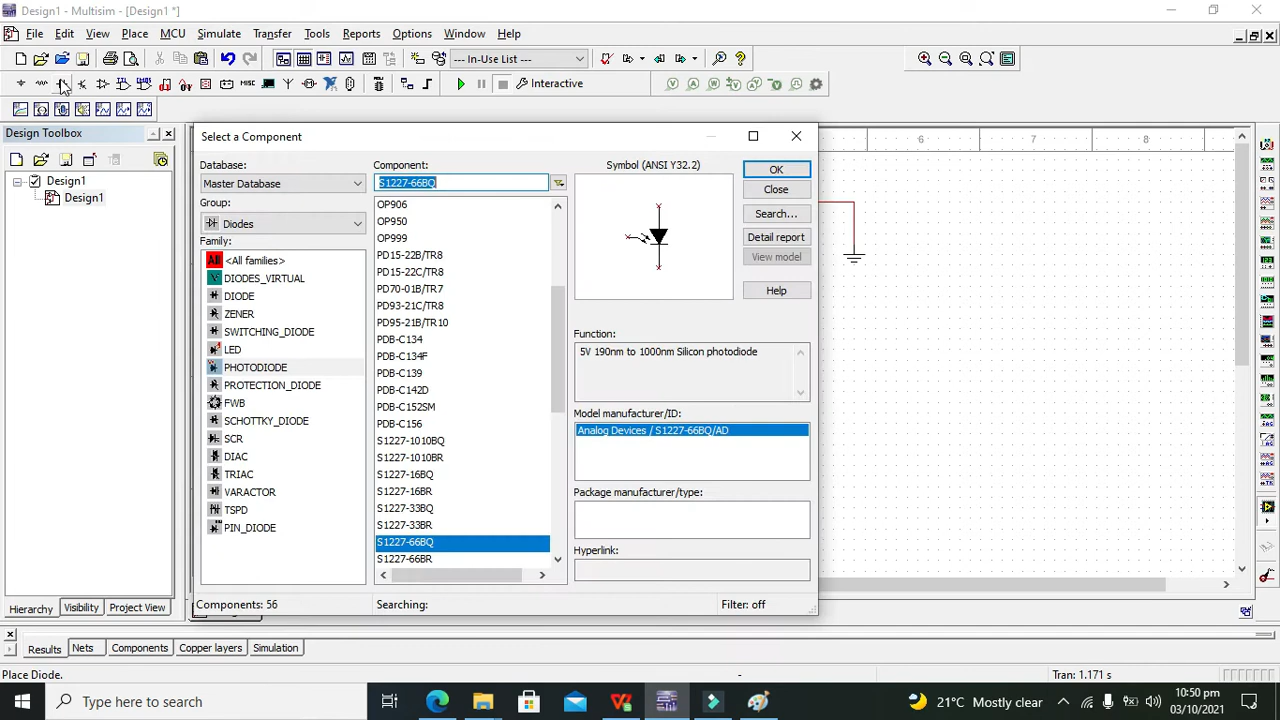 Design1 - Multisim - [Design1 *]
File Edit View Place MCU Simulate Transfer Tools Reports Options Window Help
--- In-Use List ---
MISC Interactive
Design Toolbox
Design1
Design1
Hierarchy Visibility Project View
6 7 8
Select a Component
Database:
Master Database
Group:
Diodes
Family:
All <All families>
DIODES_VIRTUAL
DIODE
ZENER
SWITCHING_DIODE
LED
PHOTODIODE
PROTECTION_DIODE
FWB
SCHOTTKY_DIODE
SCR
DIAC
TRIAC
VARACTOR
TSPD
PIN_DIODE
Component:
S1227-66BQ
OP906
OP950
OP999
PD15-22B/TR8
PD15-22C/TR8
PD70-01B/TR7
PD93-21C/TR8
PD95-21B/TR10
PDB-C134
PDB-C134F
PDB-C139
PDB-C142D
PDB-C152SM
PDB-C156
S1227-1010BQ
S1227-1010BR
S1227-16BQ
S1227-16BR
S1227-33BQ
S1227-33BR
S1227-66BQ
S1227-66BR
Symbol (ANSI Y32.2)
OK
Close
Search...
Detail report
View model
Help
Function:
5V 190nm to 1000nm Silicon photodiode
Model manufacturer/ID:
Analog Devices / S1227-66BQ/AD
Package manufacturer/type:
Hyperlink:
Components: 56 Searching: Filter: off
Results Nets Components Copper layers Simulation
Place Diode. - Tran: 1.171 s
Type here to search
21°C Mostly clear
10:50 pm
03/10/2021